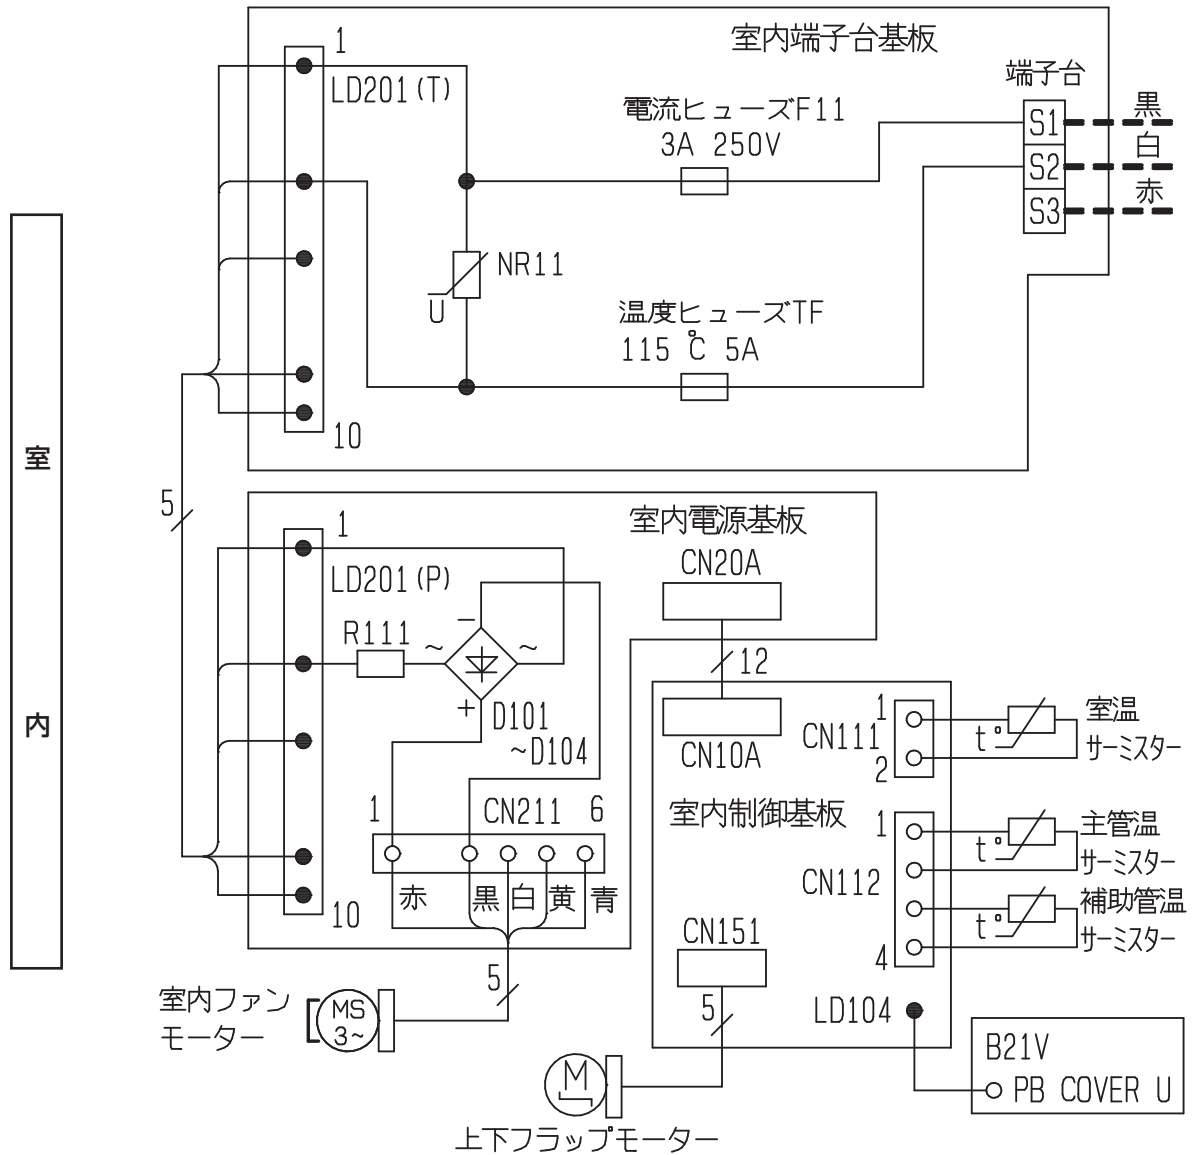 室内端子台基板
1
LD201(T)
端子台
電流ヒューズF11
3A 250V
S1
黒
S2
白
S3
赤
NR11
U
温度ヒューズTF
115℃ 5A
10
室内
5
室内電源基板
1
CN20A
LD201(P)
R111
~
−
~
12
+
D101
~D104
CN10A
CN111
1
2
t°
室温
サーミスター
1
CN211
6
室内制御基板
赤
黒
白
黄
青
CN112
1
4
t°
主管温
サーミスター
t°
補助管温
サーミスター
10
CN151
5
5
LD104
室内ファン
モーター
MS
3~
M
B21V
PB COVER U
上下フラップモーター